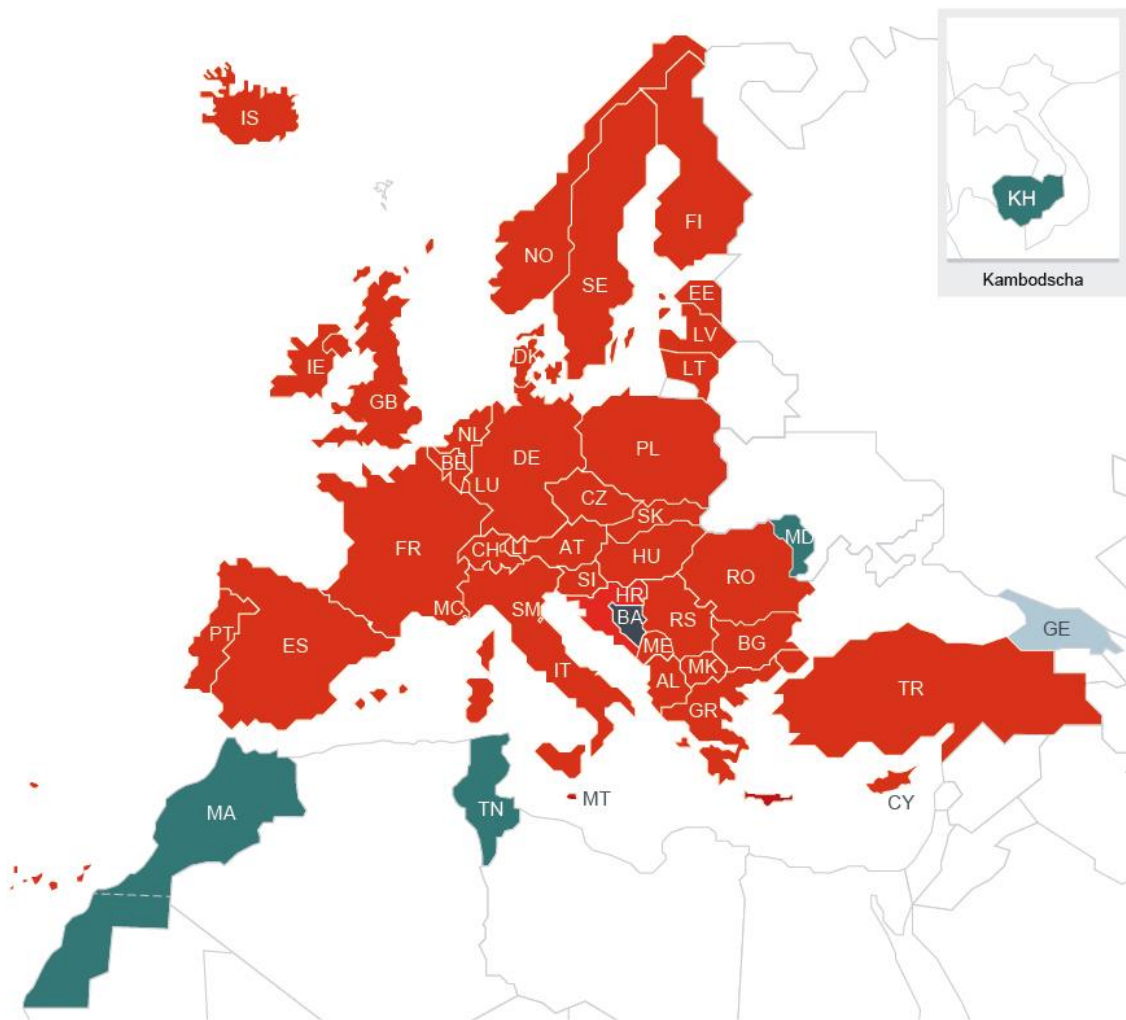 IS
KH
Kambodscha
NO
SE
FI
EE
LV
LT
DK
IE
GB
NL
BE
LU
DE
PL
CZ
SK
FR
CH
LI
AT
HU
MD
RO
SI
HR
BA
RS
MC
SM
ME
BG
MK
AL
IT
GR
PT
ES
GE
TR
CY
MT
MA
TN